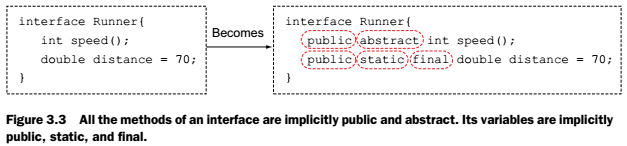 interface Runner{
int speed();
double distance = 70;
}
Becomes
interface Runner{
public abstract int speed();
public static final double distance = 70;
}
Figure 3.3 All the methods of an interface are implicitly public and abstract. Its variables are implicitly
public, static, and final.